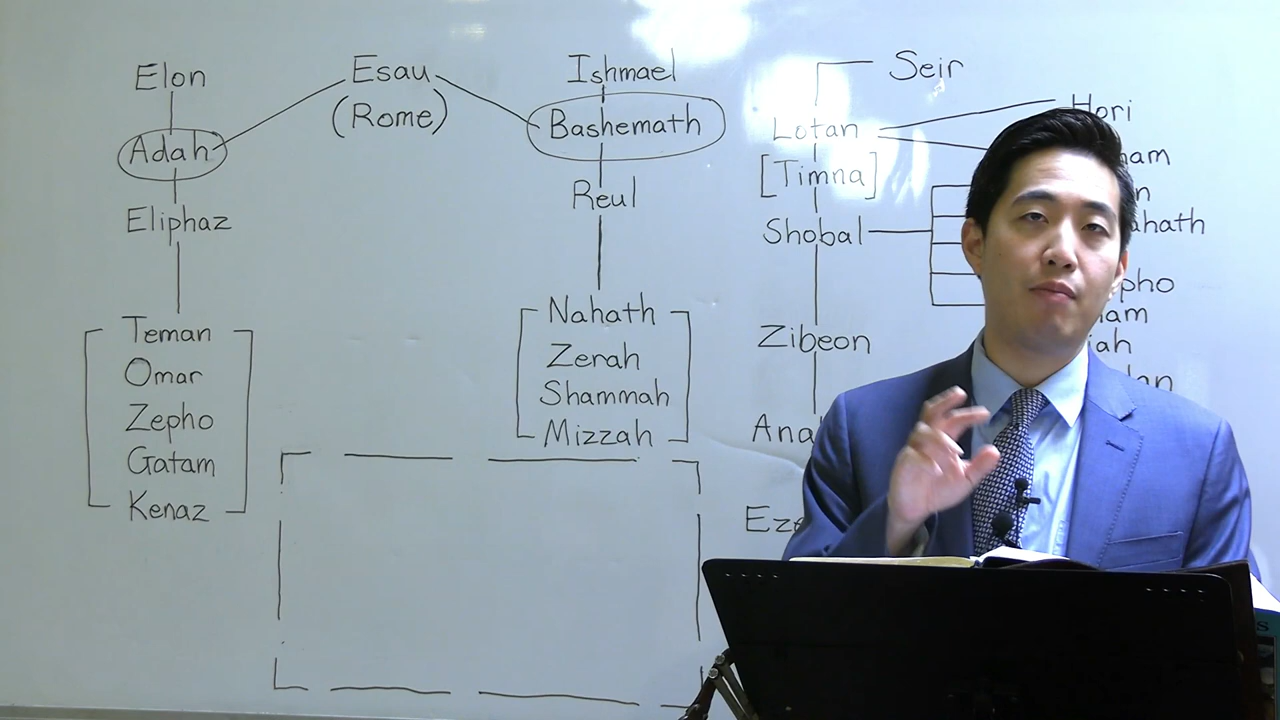 Elon
Adah
Eliphaz
Teman
Omar
Zepho
Gatam
Kenaz
Esau
(Rome)
Ishmael
Bashemath
Reul
Nahath
Zerah
Shammah
Mizzah
Seir
Lotan
[Timna]
Shobal
Zibeon